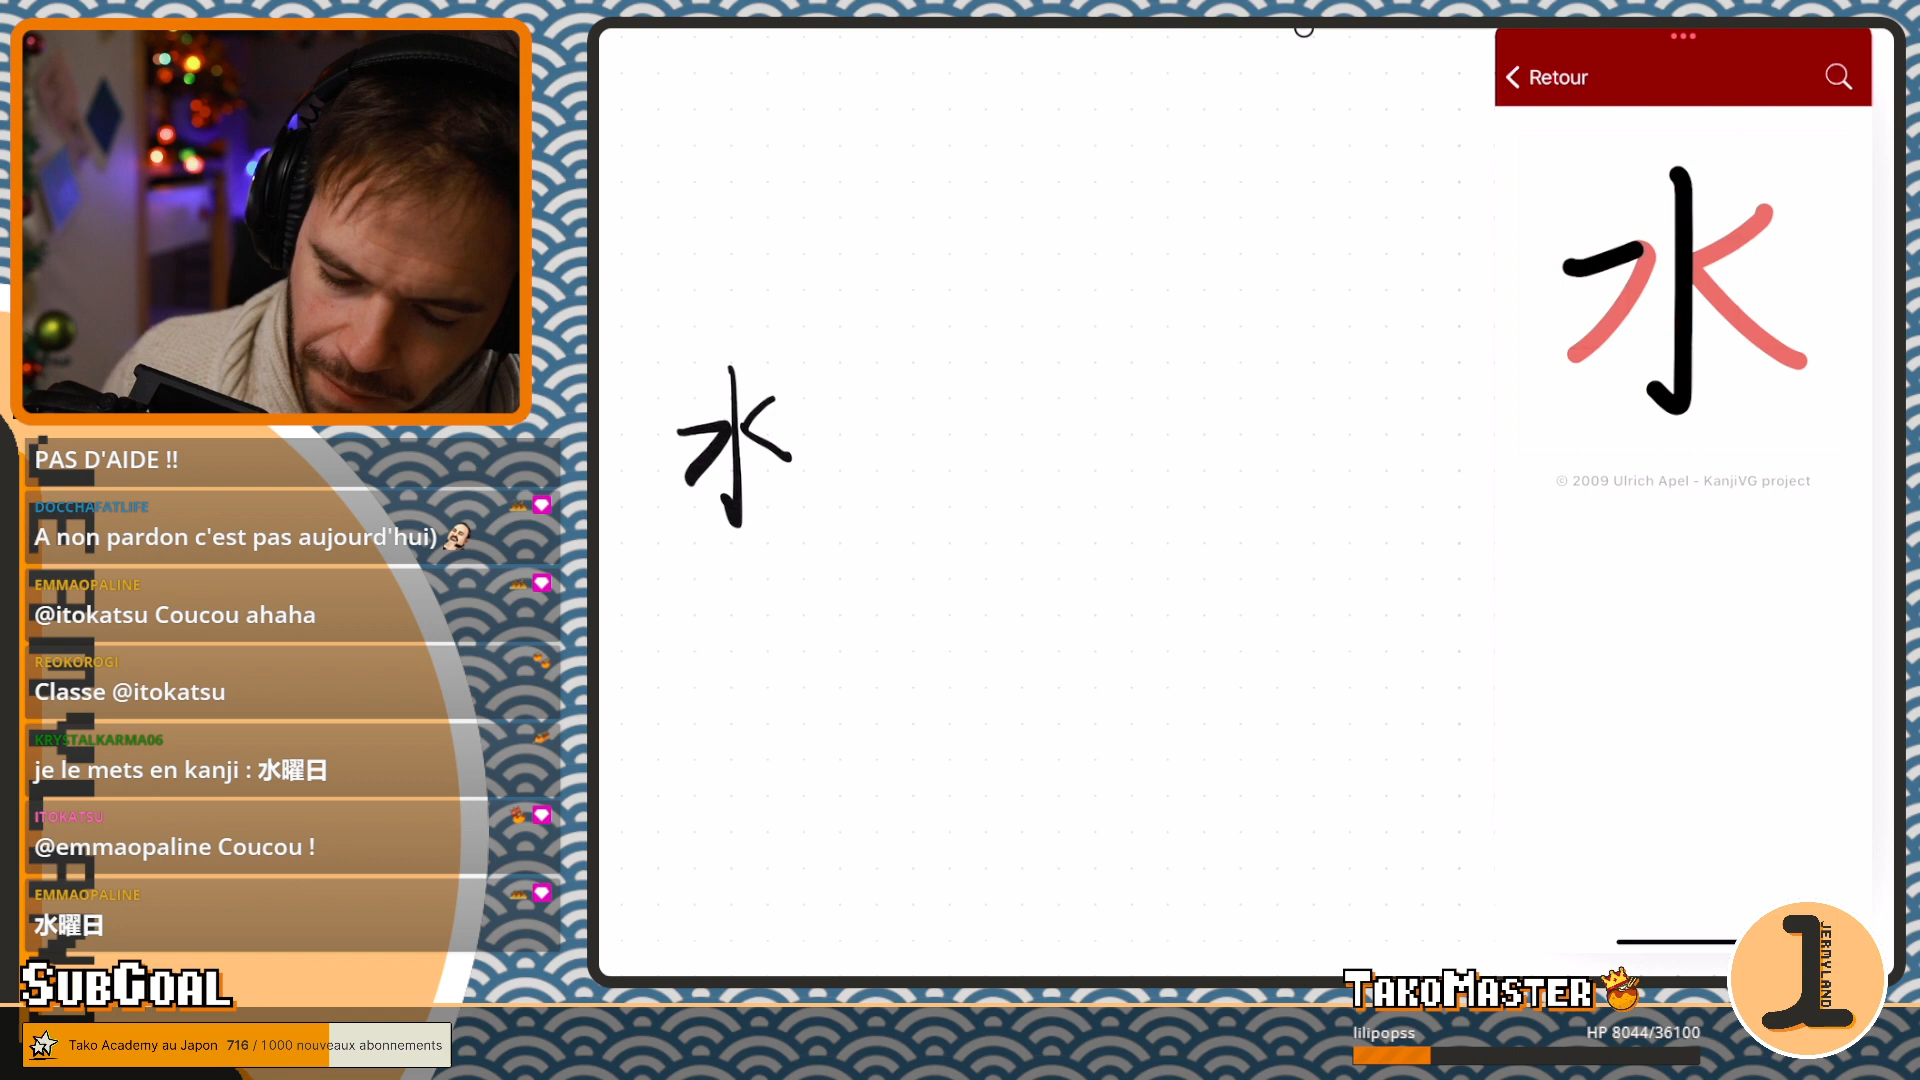 Retour
水
水
© 2009 Ulrich Apel - KanjiVG project
PAS D'AIDE !!
DOCCHAFATLIFE
A non pardon c'est pas aujourd'hui)
EMMAOPALINE
@itokatsu Coucou ahaha
REOKOROGI
Classe @itokatsu
KRYSTALKARMA06
je le mets en kanji : 水曜日
ITOKATSU
@emmaopaline Coucou !
EMMAOPALINE
水曜日
SUBGOAL
Tako Academy au Japon 716 / 1000 nouveaux abonnements
TAKOMASTER
lilipopss HP 8044/36100
JEREMYLAND